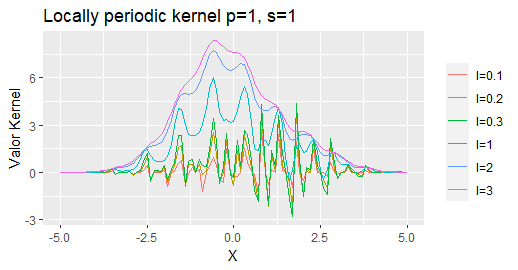 Locally periodic kernel p=1, s=1
Valor Kernel
6
3
0
-3
-5.0
-2.5
0.0
2.5
5.0
X
l=0.1
l=0.2
l=0.3
l=1
l=2
l=3